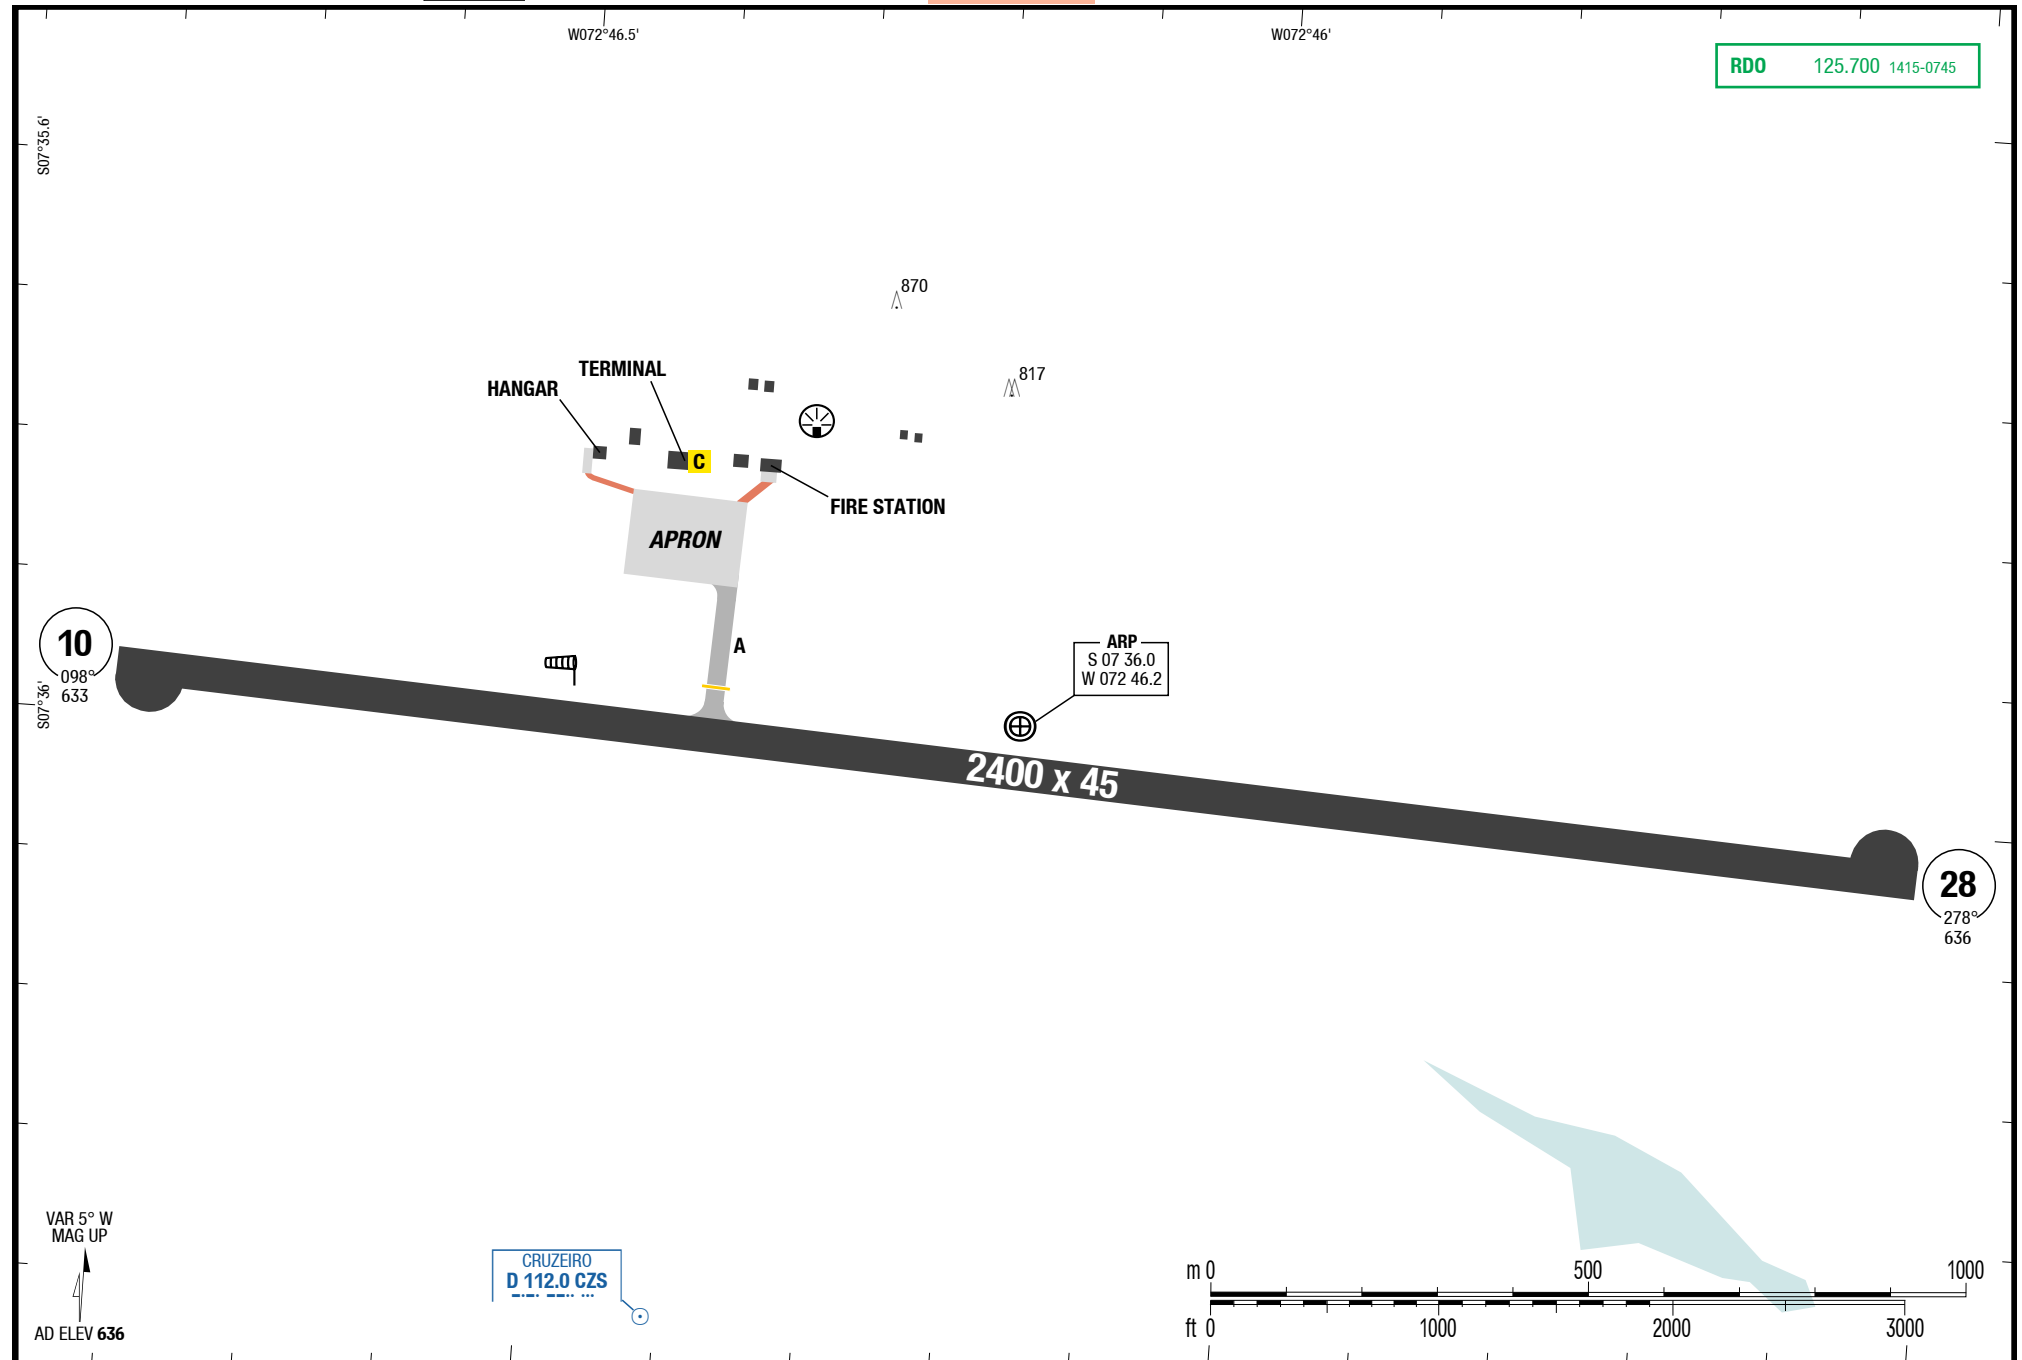 W072°46.5'
W072°46'
RDO 125.700 1415-0745
S07°35.6'
870
817
TERMINAL
HANGAR
C
FIRE STATION
APRON
A
10
098°
633
S07°36'
ARP
S 07 36.0
W 072 46.2
2400 x 45
28
278°
636
VAR 5° W
MAG UP
AD ELEV 636
CRUZEIRO
D 112.0 CZS
m 0 500 1000
ft 0 1000 2000 3000